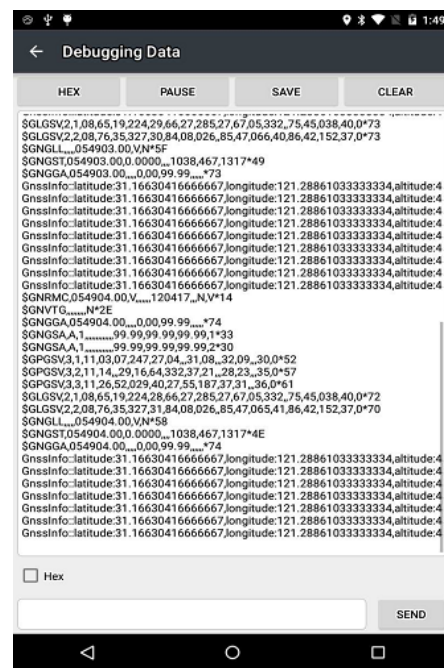 1:49
Debugging Data
HEX PAUSE SAVE CLEAR
$GLGSV,2,1,08,65,19,224,29,66,27,285,27,67,05,332,,75,45,038,40,0*73
$GLGSV,2,2,08,76,35,327,30,84,08,026,,85,47,066,40,86,42,152,37,0*73
$GNGLL,,,,,054903.00,V,N*5F
$GNGST,054903.00,0.0000,,,,1038,467,1317*49
$GNGGA,054903.00,,,,,0,00,99.99,,,,,,*73
GnssInfo::latitude:31.16630416666667,longitude:121.28861033333334,altitude:4
GnssInfo::latitude:31.16630416666667,longitude:121.28861033333334,altitude:4
GnssInfo::latitude:31.16630416666667,longitude:121.28861033333334,altitude:4
GnssInfo::latitude:31.16630416666667,longitude:121.28861033333334,altitude:4
GnssInfo::latitude:31.16630416666667,longitude:121.28861033333334,altitude:4
GnssInfo::latitude:31.16630416666667,longitude:121.28861033333334,altitude:4
GnssInfo::latitude:31.16630416666667,longitude:121.28861033333334,altitude:4
GnssInfo::latitude:31.16630416666667,longitude:121.28861033333334,altitude:4
GnssInfo::latitude:31.16630416666667,longitude:121.28861033333334,altitude:4
$GNRMC,054904.00,V,,,,,,,120417,,,N,V*14
$GNVTG,,,,,,,,,N*2E
$GNGGA,054904.00,,,,,0,00,99.99,,,,,,*74
$GNGSA,A,1,,,,,,,,,,,,,99.99,99.99,99.99,1*33
$GNGSA,A,1,,,,,,,,,,,,,99.99,99.99,99.99,2*30
$GPGSV,3,1,11,03,07,247,27,04,,,31,08,,,32,09,,,30,0*52
$GPGSV,3,2,11,14,,,29,16,64,332,37,21,,,28,23,,,35,0*57
$GPGSV,3,3,11,26,52,029,40,27,55,187,37,31,,,36,0*61
$GLGSV,2,1,08,65,19,224,28,66,27,285,27,67,05,332,,75,45,038,40,0*72
$GLGSV,2,2,08,76,35,327,31,84,08,026,,85,47,065,41,86,42,152,37,0*70
$GNGLL,,,,,054904.00,V,N*58
$GNGST,054904.00,0.0000,,,,1038,467,1317*4E
$GNGGA,054904.00,,,,,0,00,99.99,,,,,,*74
GnssInfo::latitude:31.16630416666667,longitude:121.28861033333334,altitude:4
GnssInfo::latitude:31.16630416666667,longitude:121.28861033333334,altitude:4
GnssInfo::latitude:31.16630416666667,longitude:121.28861033333334,altitude:4
GnssInfo::latitude:31.16630416666667,longitude:121.28861033333334,altitude:4
GnssInfo::latitude:31.16630416666667,longitude:121.28861033333334,altitude:4
GnssInfo::latitude:31.16630416666667,longitude:121.28861033333334,altitude:4
Hex
SEND